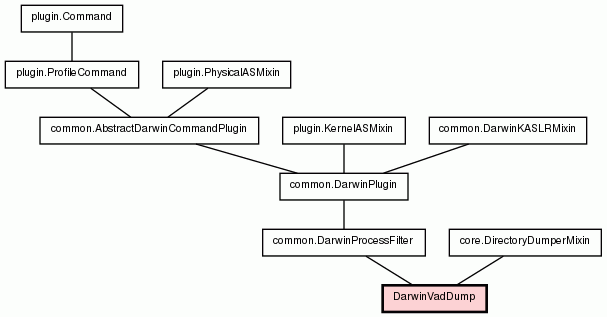 plugin.Command
plugin.ProfileCommand
plugin.PhysicalASMixin
common.AbstractDarwinCommandPlugin
plugin.KernelASMixin
common.DarwinKASLRMixin
common.DarwinPlugin
common.DarwinProcessFilter
core.DirectoryDumperMixin
DarwinVadDump